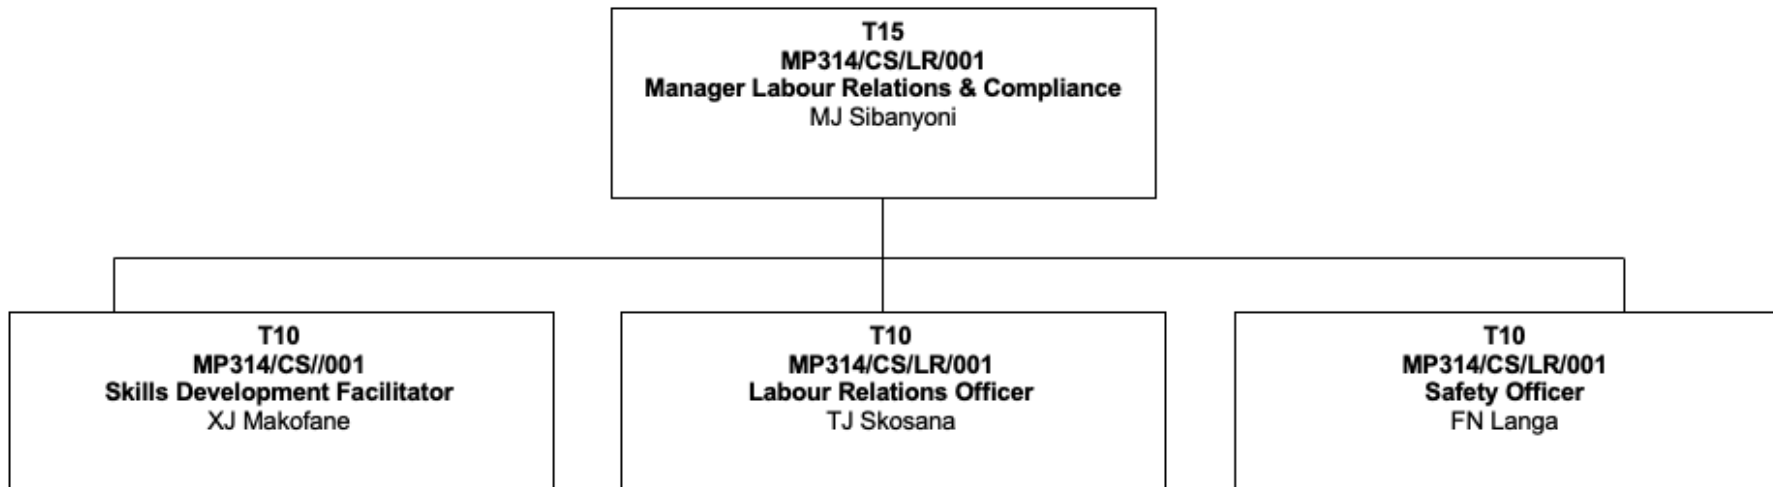 T15
MP314/CS/LR/001
Manager Labour Relations & Compliance
MJ Sibanyoni
T10
MP314/CS//001
Skills Development Facilitator
XJ Makofane
T10
MP314/CS/LR/001
Labour Relations Officer
TJ Skosana
T10
MP314/CS/LR/001
Safety Officer
FN Langa